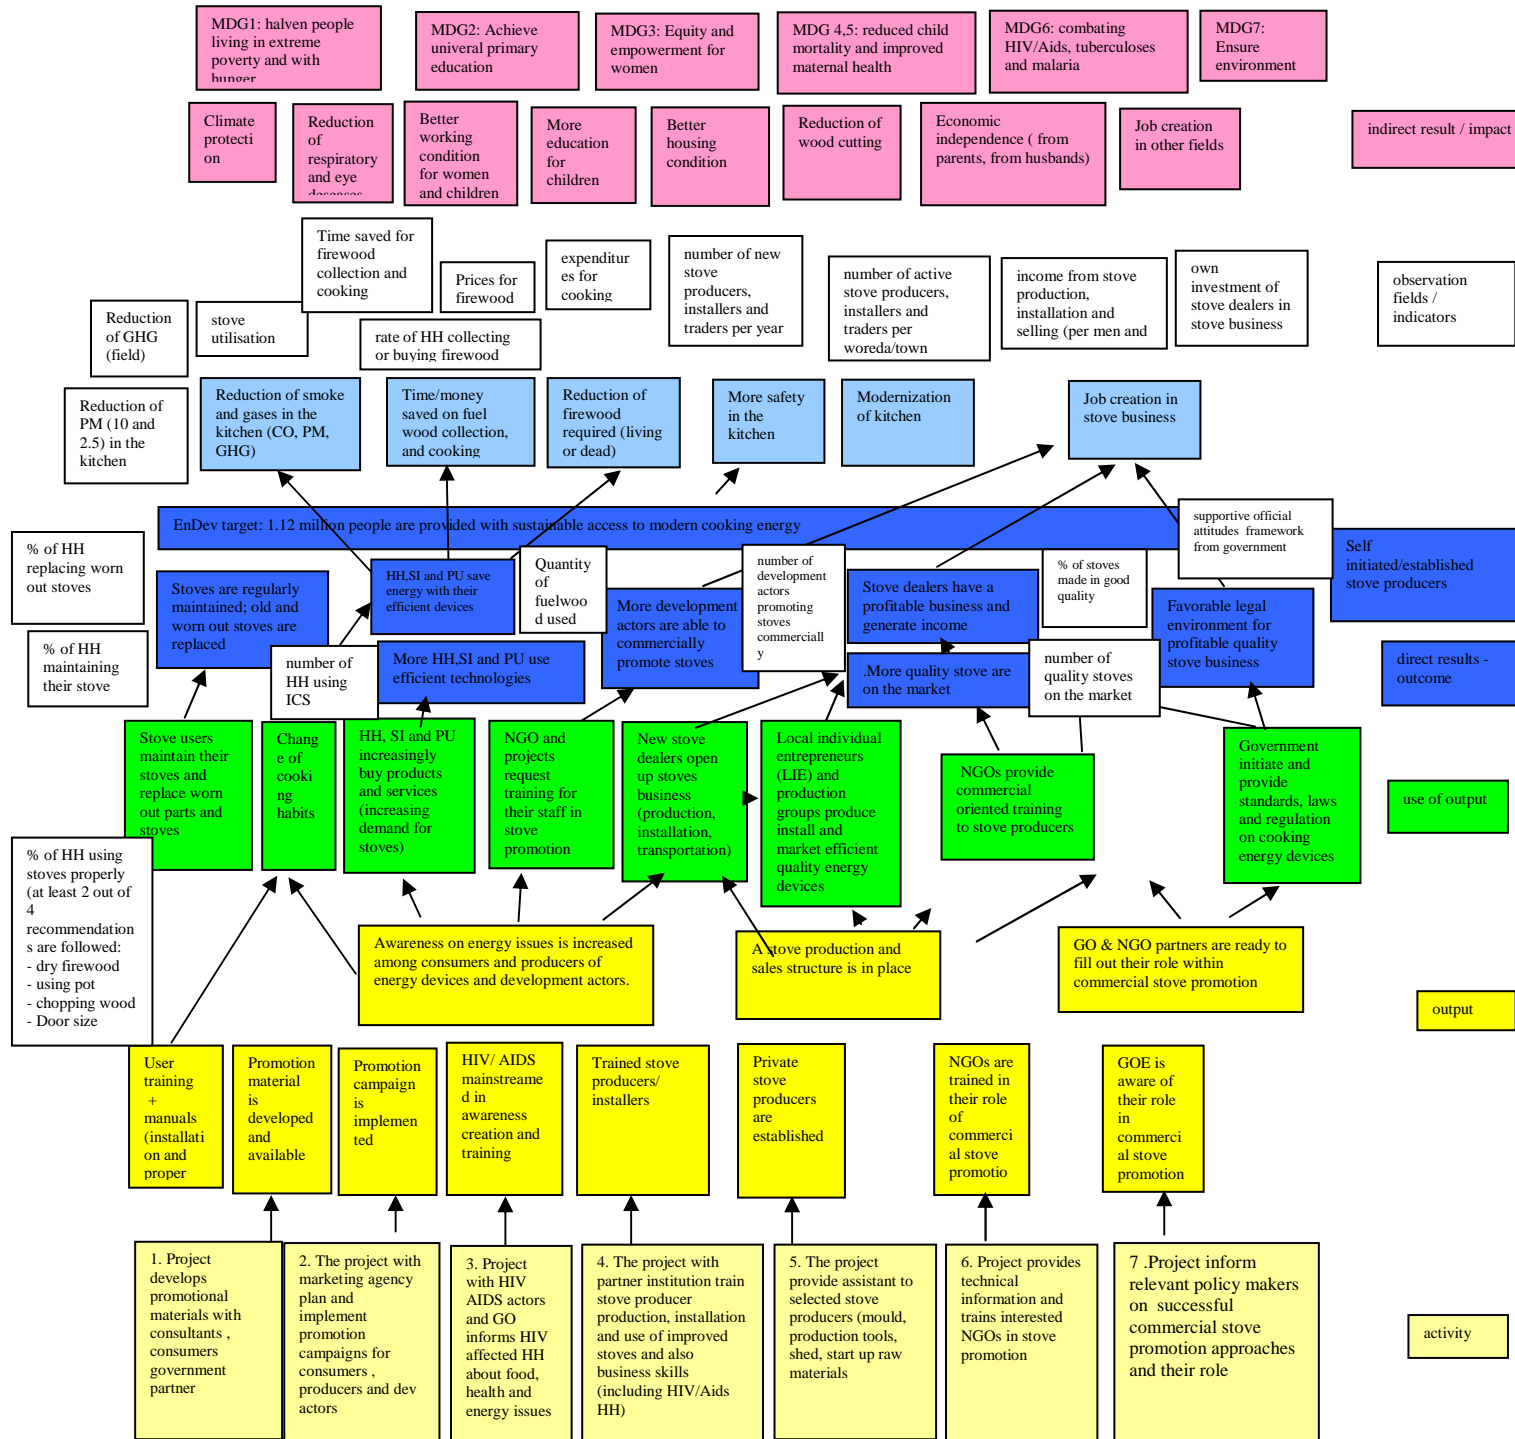 MDG1: halven people
living in extreme
poverty and with
hunger
MDG2: Achieve
univeral primary
education
MDG3: Equity and
empowerment for
women
MDG 4,5: reduced child
mortality and improved
maternal health
MDG6: combating
HIV/Aids, tuberculoses
and malaria
MDG7:
Ensure
environment
Climate
protecti
on
Reduction
of
respiratory
and eye
deseases
Better
working
condition
for women
and children
More
education
for
children
Better
housing
condition
Reduction of
wood cutting
Economic
independence ( from
parents, from husbands)
Job creation
in other fields
indirect result / impact
Time saved for
firewood
collection and
cooking
Prices for
firewood
expenditur
es for
cooking
number of new
stove
producers,
installers and
traders per year
number of active
stove producers,
installers and
traders per
woreda/town
income from stove
production,
installation and
selling (per men and
own
investment of
stove dealers in
stove business
observation
fields /
indicators
Reduction
of GHG
(field)
stove
utilisation
rate of HH collecting
or buying firewood
Reduction of
PM (10 and
2.5) in the
kitchen
Reduction of smoke
and gases in the
kitchen (CO, PM,
GHG)
Time/money
saved on fuel
wood collection,
and cooking
Reduction of
firewood
required (living
or dead)
More safety
in the
kitchen
Modernization
of kitchen
Job creation in
stove business
EnDev target: 1.12 million people are provided with sustainable access to modern cooking energy
supportive official
attitudes  framework
from government
Self
initiated/established
stove producers
% of HH
replacing worn
out stoves
Stoves are regularly
maintained; old and
worn out stoves are
replaced
HH,SI and PU save
energy with their
efficient devices
Quantity
of
fuelwoo
d used
More development
actors are able to
commercially
promote stoves
number of
development
actors
promoting
stoves
commerciall
y
Stove dealers have a
profitable business and
generate income
% of stoves
made in good
quality
Favorable legal
environment for
profitable quality
stove business
% of HH
maintaining
their stove
number of
HH using
ICS
More HH,SI and PU use
efficient technologies
.More quality stove are
on the market
number of
quality stoves
on the market
direct results -
outcome
Stove users
maintain their
stoves and
replace worn
out parts and
stoves
Chang
e of
cooki
ng
habits
HH, SI and PU
increasingly
buy products
and services
(increasing
demand for
stoves)
NGO and
projects
request
training for
their staff in
stove
promotion
New stove
dealers open
up stoves
business
(production,
installation,
transportation)
Local individual
entrepreneurs
(LIE) and
production
groups produce
install and
market efficient
quality energy
devices
NGOs provide
commercial
oriented training
to stove producers
Government
initiate and
provide
standards, laws
and regulation
on cooking
energy devices
use of output
% of HH using
stoves properly
(at least 2 out of
4
recommendation
s are followed:
- dry firewood
- using pot
- chopping wood
- Door size
Awareness on energy issues is increased
among consumers and producers of
energy devices and development actors.
A stove production and
sales structure is in place
GO & NGO partners are ready to
fill out their role within
commercial stove promotion
output
User
training
+
manuals
(installati
on and
proper
Promotion
material
is
developed
and
available
Promotion
campaign
is
implemen
ted
HIV/ AIDS
mainstreame
d in
awareness
creation and
training
Trained stove
producers/
installers
Private
stove
producers
are
established
NGOs are
trained in
their role
of
commerci
al stove
promotio
GOE is
aware of
their role
in
commerci
al stove
promotion
1. Project
develops
promotional
materials with
consultants ,
consumers
government
partner
2. The project with
marketing agency
plan and
implement
promotion
campaigns for
consumers ,
producers and dev
actors
3. Project
with HIV
AIDS actors
and GO
informs HIV
affected HH
about food,
health and
energy issues
4. The project with
partner institution train
stove producer
production, installation
and use of improved
stoves and also
business skills
(including HIV/Aids
HH)
5. The project
provide assistant to
selected stove
producers (mould,
production tools,
shed, start up raw
materials
6. Project provides
technical
information and
trains interested
NGOs in stove
promotion
7 .Project inform
relevant policy makers
on  successful
commercial stove
promotion approaches
and their role
activity